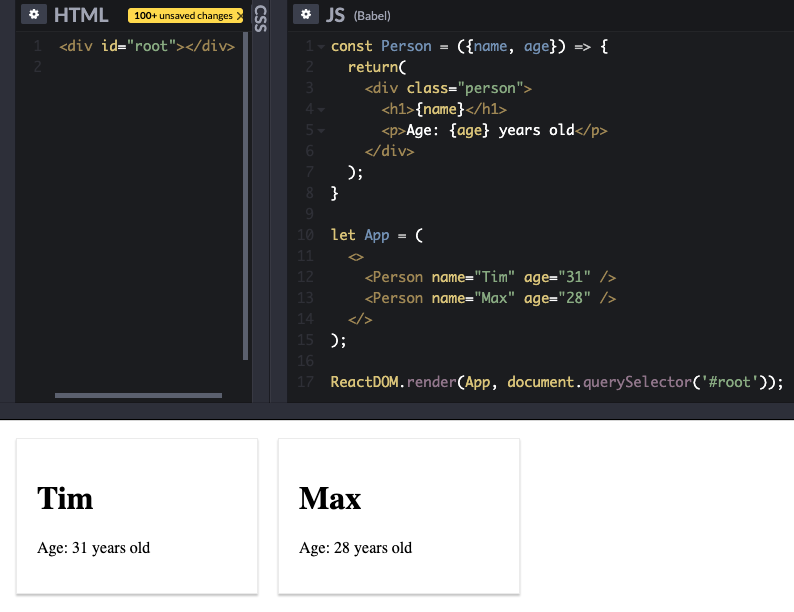 HTML
100+ unsaved changes X
1 <div id="root"></div>
2
CSS
JS (Babel)
1 const Person = ({name, age}) => {
2   return(
3     <div class="person">
4       <h1>{name}</h1>
5       <p>Age: {age} years old</p>
6     </div>
7   );
8 }
9
10 let App = (
11   <>
12     <Person name="Tim" age="31" />
13     <Person name="Max" age="28" />
14   </>
15 );
16
17 ReactDOM.render(App, document.querySelector('#root'));
Tim
Age: 31 years old
Max
Age: 28 years old